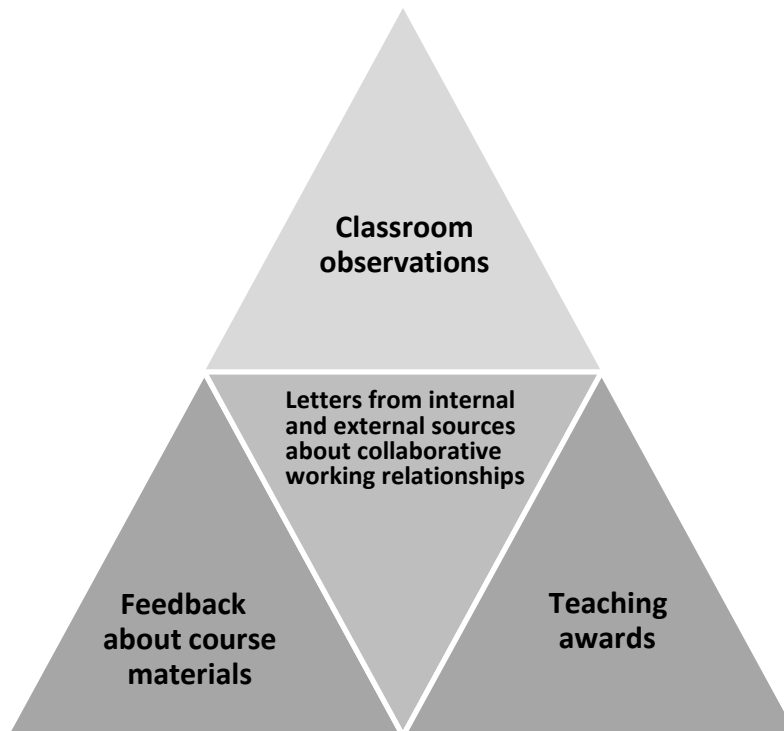 Classroom
observations
Letters from internal
and external sources
about collaborative
working relationships
Feedback
about course
materials
Teaching
awards